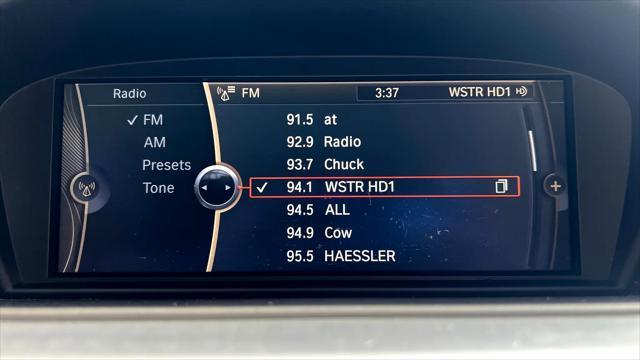 Radio
FM
3:37
WSTR HD1
FM
AM
Presets
Tone
91.5 at
92.9 Radio
93.7 Chuck
94.1 WSTR HD1
94.5 ALL
94.9 Cow
95.5 HAESSLER